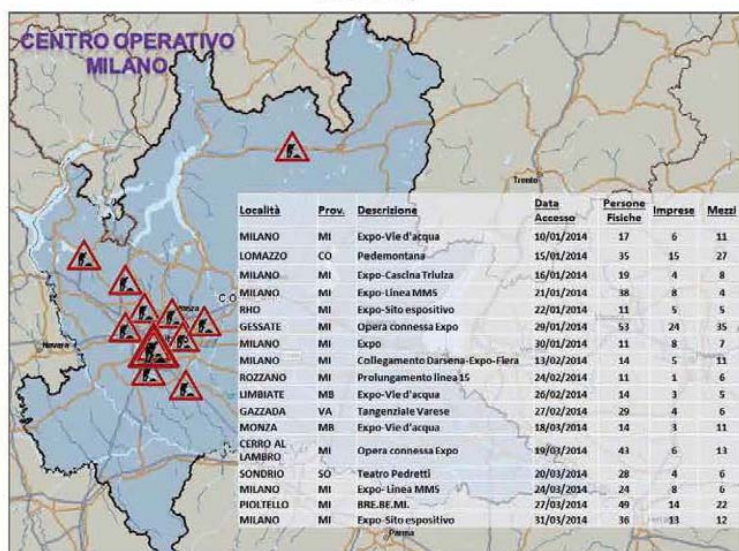 CENTRO OPERATIVO
MILANO
Trento
Novara
Parma
Località Prov. Descrizione Data Accesso Persone Fisiche Imprese Mezzi
MILANO MI Expo-Vie d'acqua 10/01/2014 17 6 11
LOMAZZO CO Pedemontana 15/01/2014 35 15 27
MILANO MI Expo-Cascina Triulza 16/01/2014 19 4 8
MILANO MI Expo-Linea MM5 21/01/2014 38 8 4
RHO MI Expo-Sito espositivo 22/01/2014 11 5 5
GESSATE MI Opera connessa Expo 29/01/2014 53 24 35
MILANO MI Expo 30/01/2014 11 8 7
MILANO MI Collegamento Darsena-Expo-Fiera 13/02/2014 14 5 11
ROZZANO MI Prolungamento linea 15 24/02/2014 11 1 6
LIMBIATE MB Expo-Vie d'acqua 26/02/2014 14 3 5
GAZZADA VA Tangenziale Varese 27/02/2014 29 4 6
MONZA MB Expo-Vie d'acqua 18/03/2014 14 3 11
CERRO AL LAMBRO MI Opera connessa Expo 19/03/2014 43 6 13
SONDRIO SO Teatro Pedretti 20/03/2014 28 4 6
MILANO MI Expo- Linea MM5 24/03/2014 24 8 6
PIOLTELLO MI BRE.BE.MI. 27/03/2014 49 14 22
MILANO MI Expo-Sito espositivo 31/03/2014 36 13 12